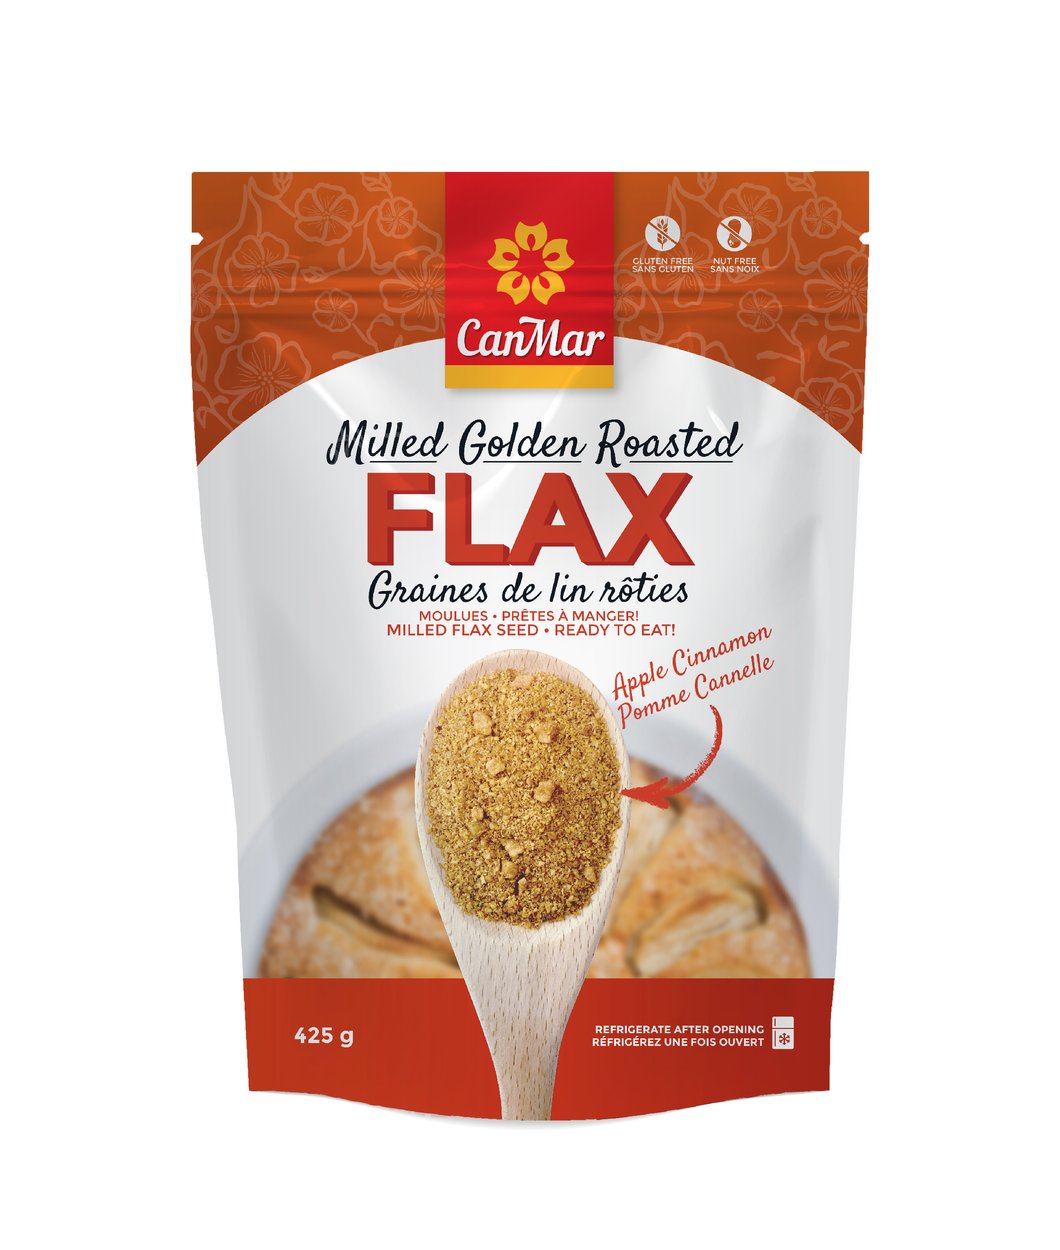 GLUTEN FREE
SANS GLUTEN
NUT FREE
SANS NOIX
CanMar
Milled Golden Roasted
FLAX
Graines de lin rôties
MOULUES • PRÊTES À MANGER!
MILLED FLAX SEED • READY TO EAT!
Apple Cinnamon
Pomme Cannelle
425 g
REFRIGERATE AFTER OPENING
RÉFRIGÉREZ UNE FOIS OUVERT